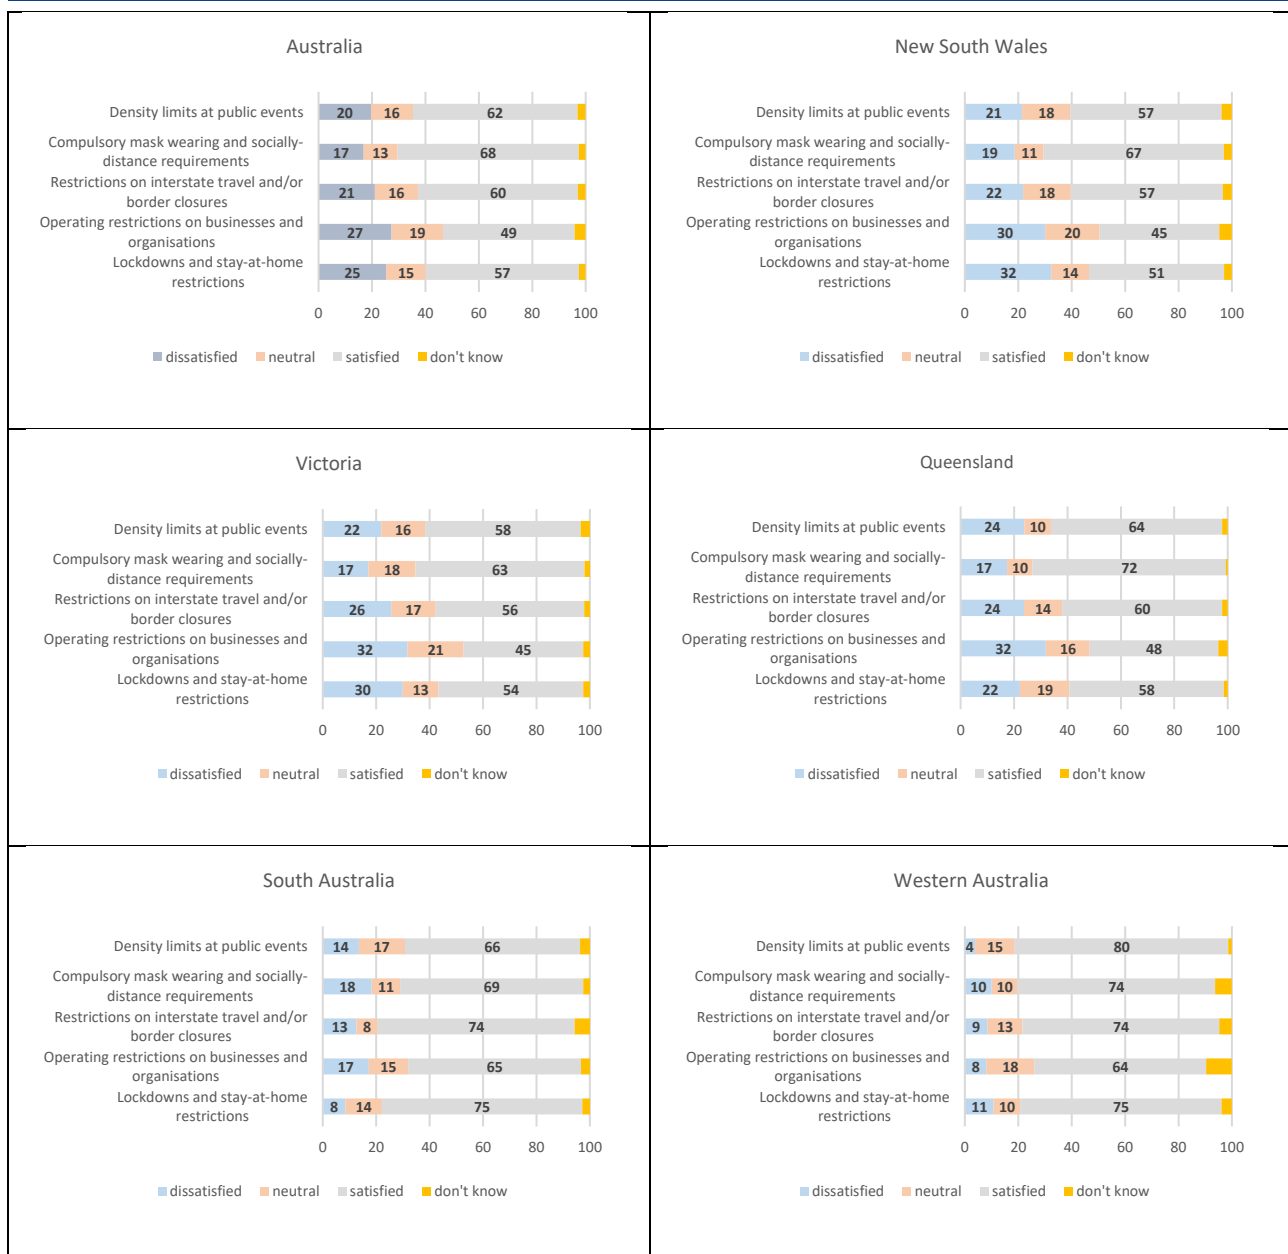 Australia
Density limits at public events
20 16 62
Compulsory mask wearing and socially-
distance requirements
17 13 68
Restrictions on interstate travel and/or
border closures
21 16 60
Operating restrictions on businesses and
organisations
27 19 49
Lockdowns and stay-at-home
restrictions
25 15 57
0 20 40 60 80 100
dissatisfied neutral satisfied don't know
New South Wales
Density limits at public events
21 18 57
Compulsory mask wearing and socially-
distance requirements
19 11 67
Restrictions on interstate travel and/or
border closures
22 18 57
Operating restrictions on businesses and
organisations
30 20 45
Lockdowns and stay-at-home
restrictions
32 14 51
0 20 40 60 80 100
dissatisfied neutral satisfied don't know
Victoria
Density limits at public events
22 16 58
Compulsory mask wearing and socially-
distance requirements
17 18 63
Restrictions on interstate travel and/or
border closures
26 17 56
Operating restrictions on businesses and
organisations
32 21 45
Lockdowns and stay-at-home
restrictions
30 13 54
0 20 40 60 80 100
dissatisfied neutral satisfied don't know
Queensland
Density limits at public events
24 10 64
Compulsory mask wearing and socially-
distance requirements
17 10 72
Restrictions on interstate travel and/or
border closures
24 14 60
Operating restrictions on businesses and
organisations
32 16 48
Lockdowns and stay-at-home
restrictions
22 19 58
0 20 40 60 80 100
dissatisfied neutral satisfied don't know
South Australia
Density limits at public events
14 17 66
Compulsory mask wearing and socially-
distance requirements
18 11 69
Restrictions on interstate travel and/or
border closures
13 8 74
Operating restrictions on businesses and
organisations
17 15 65
Lockdowns and stay-at-home
restrictions
8 14 75
0 20 40 60 80 100
dissatisfied neutral satisfied don't know
Western Australia
Density limits at public events
4 15 80
Compulsory mask wearing and socially-
distance requirements
10 10 74
Restrictions on interstate travel and/or
border closures
9 13 74
Operating restrictions on businesses and
organisations
8 18 64
Lockdowns and stay-at-home
restrictions
11 10 75
0 20 40 60 80 100
dissatisfied neutral satisfied don't know